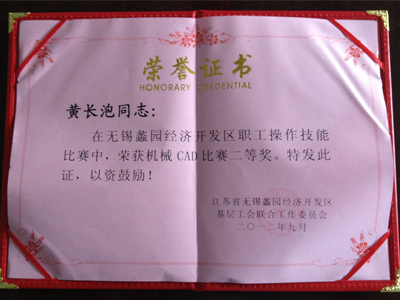 荣誉证书
HONORARY CREDENTIAL
黄长泡同志：
在无锡蠡园经济开发区职工操作技能
比赛中，荣获机械CAD比赛二等奖。特发此
证，以资鼓励！
江苏省无锡蠡园经济开发区
基层工会联合工作委员会
二〇一二年九月